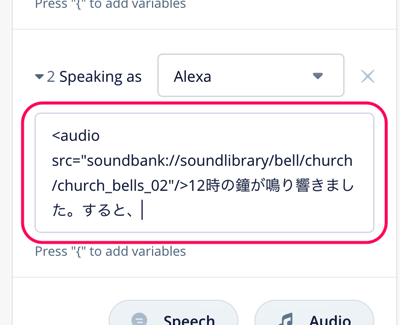 Press "{" to add variables
2 Speaking as
Alexa
<audio
src="soundbank://soundlibrary/bell/church
/church_bells_02"/>12時の鐘が鳴り響きまし
た。すると、
Press "{" to add variables
Speech
Audio